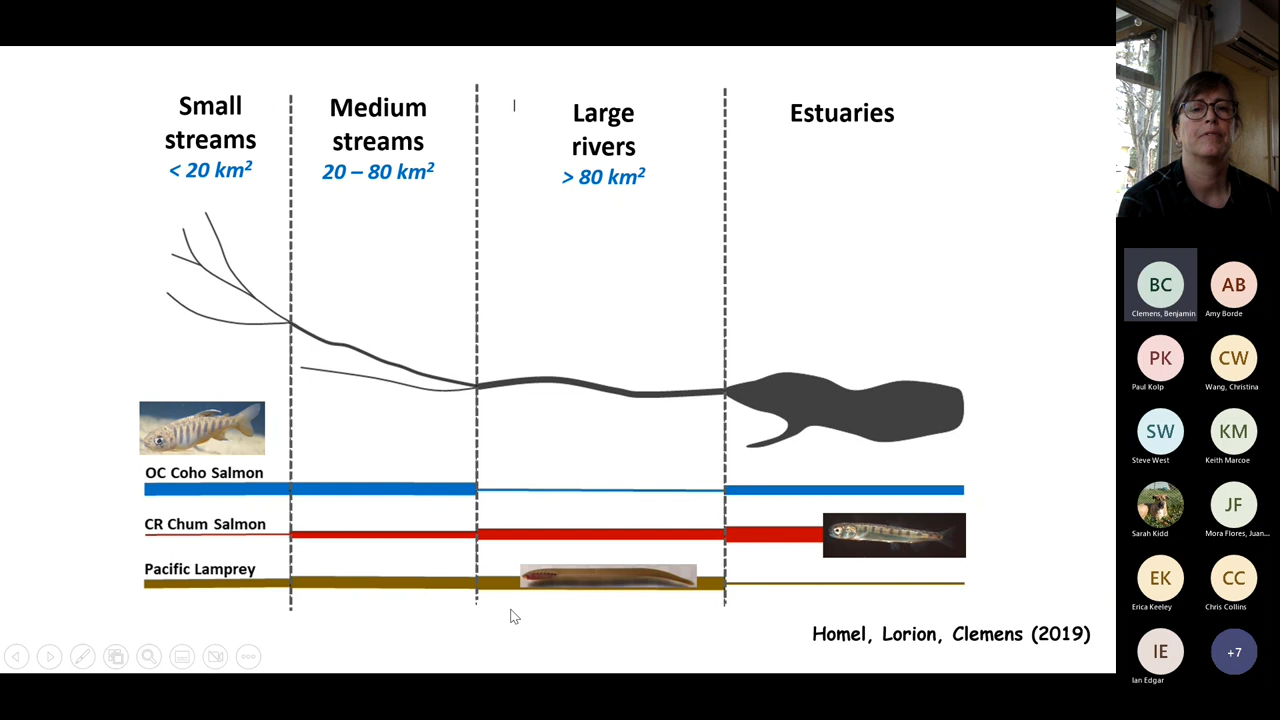 Small
streams
< 20 km²
Medium
streams
20 – 80 km²
Large
rivers
> 80 km²
Estuaries
OC Coho Salmon
CR Chum Salmon
Pacific Lamprey
Homel, Lorion, Clemens (2019)
BC
Clemens, Benjamin
AB
Amy Borde
PK
Paul Kolp
CW
Wang, Christina
SW
Steve West
KM
Keith Marcoe
Sarah Kidd
JF
Mora Flores, Juan...
EK
Erica Keeley
CC
Chris Collins
IE
Ian Edgar
+7